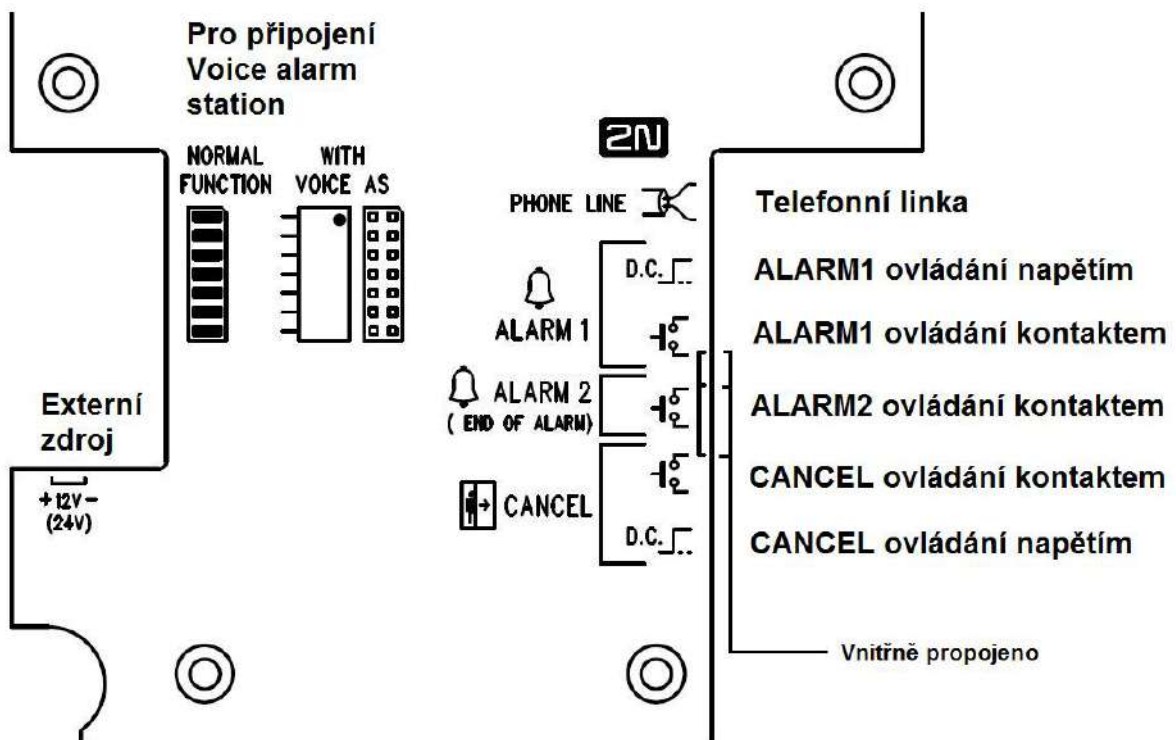 Pro připojení
Voice alarm
station
2N
NORMAL
FUNCTION
WITH
VOICE AS
PHONE LINE
Telefonní linka
D.C.
ALARM1 ovládání napětím
ALARM 1
ALARM1 ovládání kontaktem
ALARM 2
( END OF ALARM)
ALARM2 ovládání kontaktem
Externí
zdroj
+ 12V -
(24V)
CANCEL ovládání kontaktem
CANCEL
D.C.
CANCEL ovládání napětím
Vnitřně propojeno